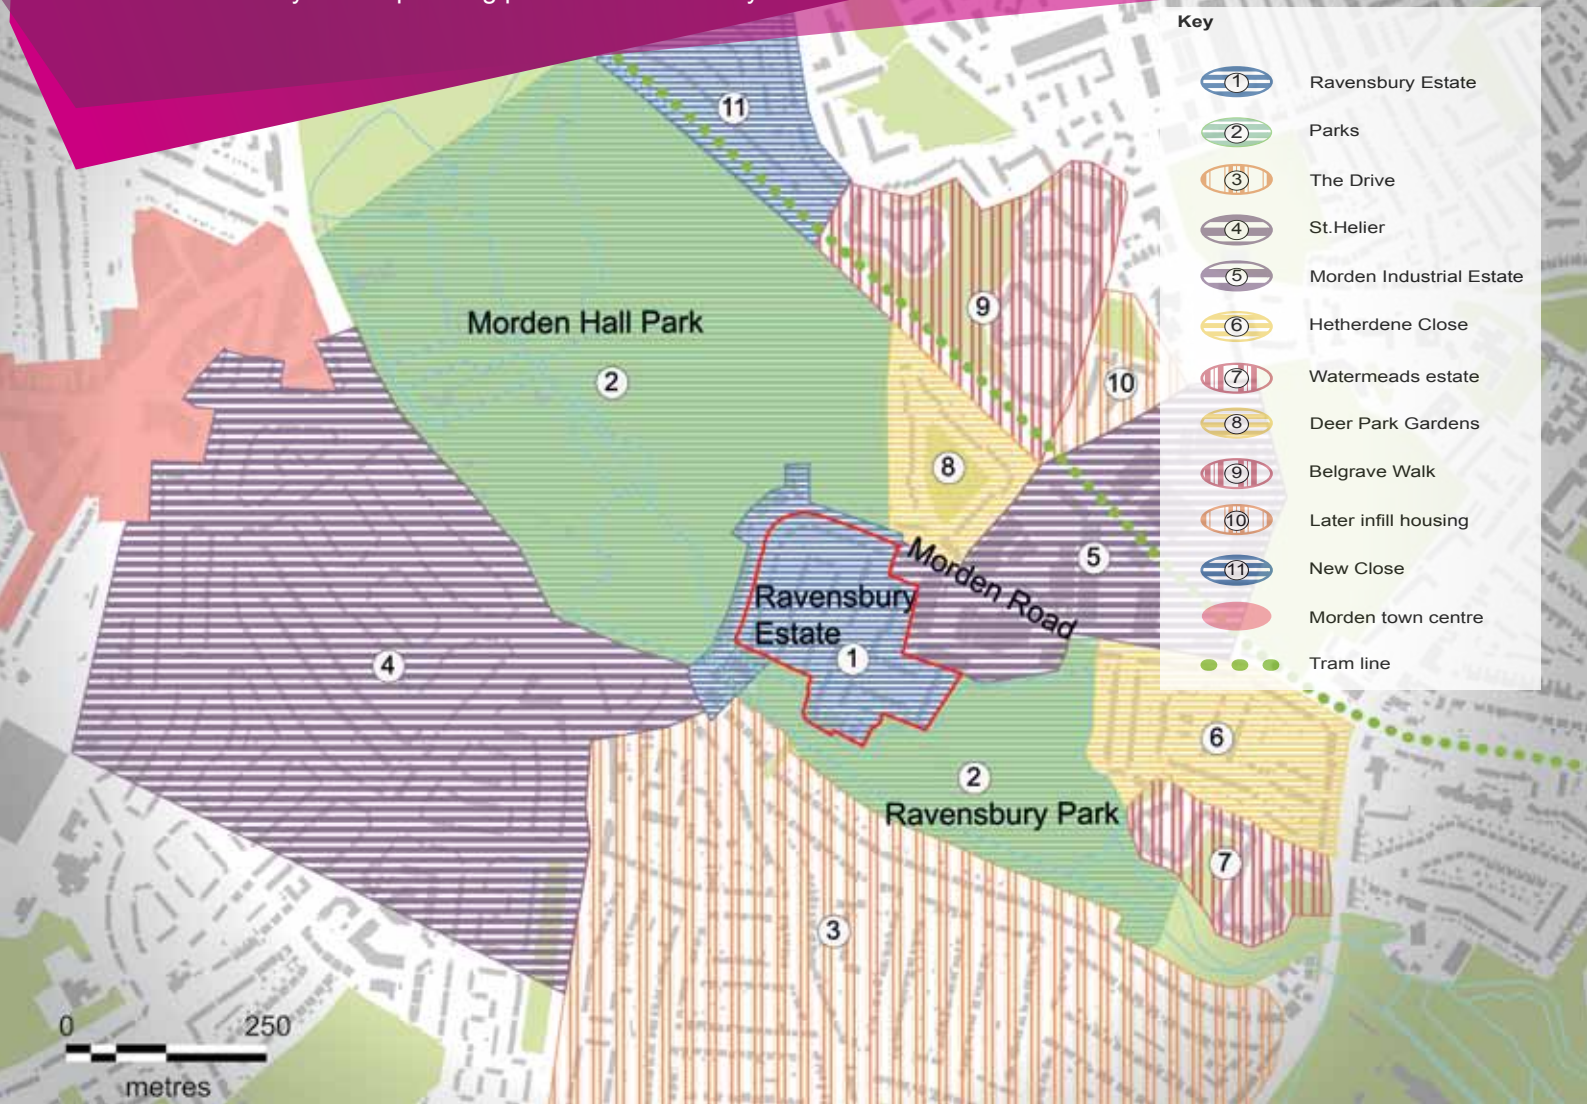 Key
1 Ravensbury Estate
2 Parks
3 The Drive
4 St.Helier
5 Morden Industrial Estate
6 Hetherdene Close
7 Watermeads estate
8 Deer Park Gardens
9 Belgrave Walk
10 Later infill housing
11 New Close
Morden town centre
Tram line
11
9
Morden Hall Park
2
10
8
Morden Road
5
Ravensbury
Estate
1
4
6
2
Ravensbury Park
7
3
0 250
metres